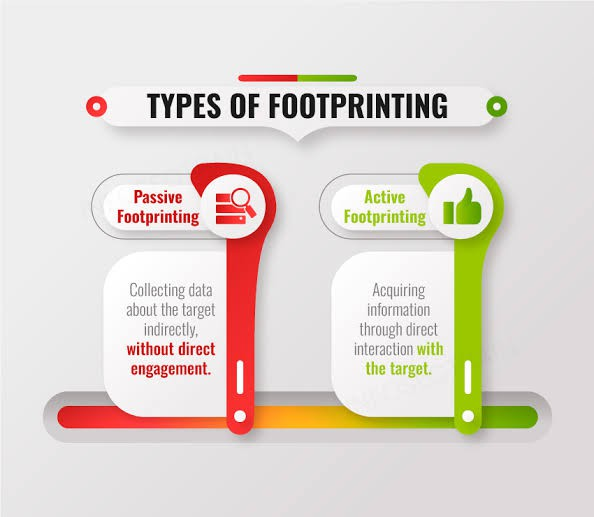 TYPES OF FOOTPRINTING
Passive
Footprinting
Collecting data
about the target
indirectly,
without direct
engagement.
Active
Footprinting
Acquiring
information
through direct
interaction with
the target.